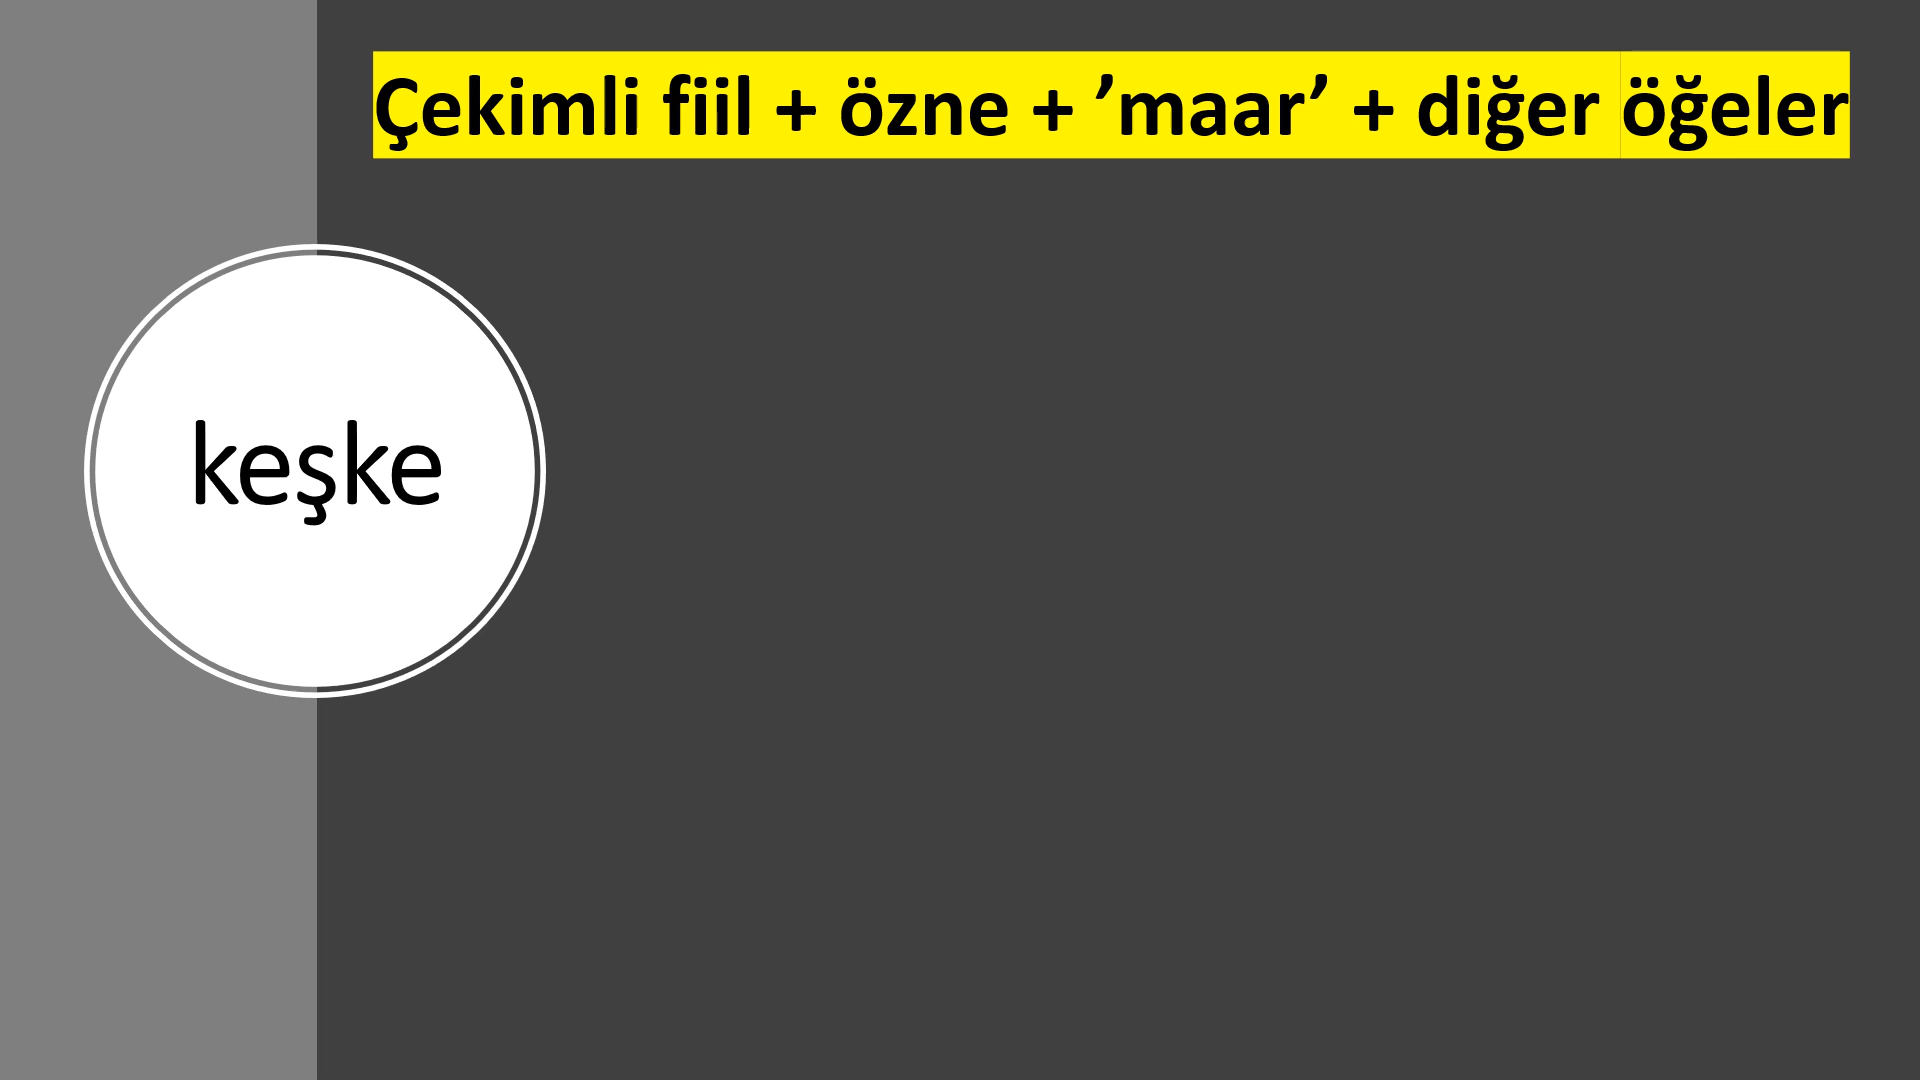 Çekimli fiil + özne + ’maar’ + diğer öğeler
keşke